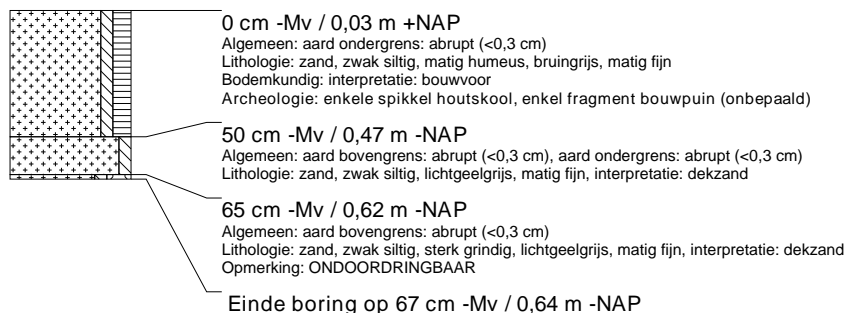 0 cm -Mv / 0,03 m +NAP
Algemeen: aard ondergrens: abrupt (<0,3 cm)
Lithologie: zand, zwak siltig, matig humeus, bruingrijs, matig fijn
Bodemkundig: interpretatie: bouwvoor
Archeologie: enkele spikkel houtskool, enkel fragment bouwpuin (onbepaald)
50 cm -Mv / 0,47 m -NAP
Algemeen: aard bovengrens: abrupt (<0,3 cm), aard ondergrens: abrupt (<0,3 cm)
Lithologie: zand, zwak siltig, lichtgeelgrijs, matig fijn, interpretatie: dekzand
65 cm -Mv / 0,62 m -NAP
Algemeen: aard bovengrens: abrupt (<0,3 cm)
Lithologie: zand, zwak siltig, sterk grindig, lichtgeelgrijs, matig fijn, interpretatie: dekzand
Opmerking: ONDOORDRINGBAAR
Einde boring op 67 cm -Mv / 0,64 m -NAP